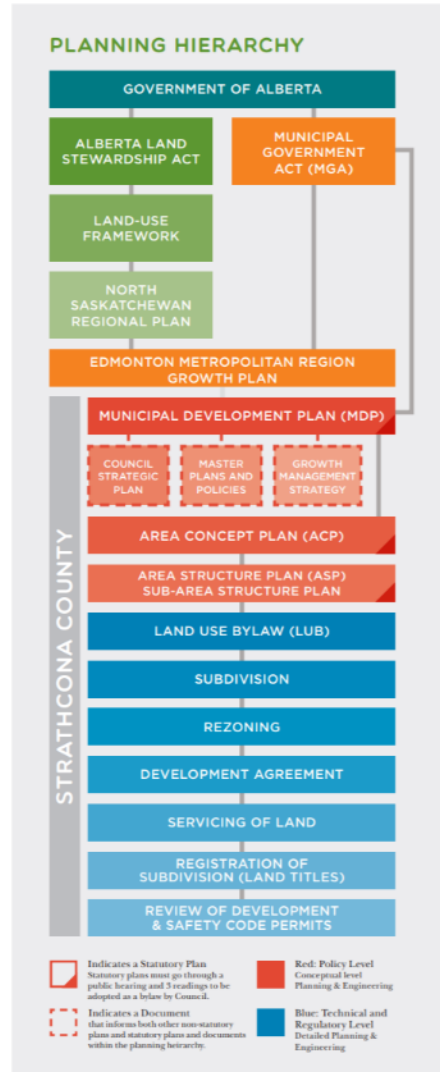 PLANNING HIERARCHY
GOVERNMENT OF ALBERTA
ALBERTA LAND
STEWARDSHIP ACT
MUNICIPAL
GOVERNMENT
ACT (MGA)
LAND-USE
FRAMEWORK
NORTH
SASKATCHEWAN
REGIONAL PLAN
EDMONTON METROPOLITAN REGION
GROWTH PLAN
STRATHCONA COUNTY
MUNICIPAL DEVELOPMENT PLAN (MDP)
COUNCIL
STRATEGIC
PLAN
MASTER
PLANS AND
POLICIES
GROWTH
MANAGEMENT
STRATEGY
AREA CONCEPT PLAN (ACP)
AREA STRUCTURE PLAN (ASP)
SUB-AREA STRUCTURE PLAN
LAND USE BYLAW (LUB)
SUBDIVISION
REZONING
DEVELOPMENT AGREEMENT
SERVICING OF LAND
REGISTRATION OF
SUBDIVISION (LAND TITLES)
REVIEW OF DEVELOPMENT
& SAFETY CODE PERMITS
Indicates a Statutory Plan
Statutory plans must go through a
public hearing and 3 readings to be
adopted as a bylaw by Council.
Indicates a Document
that informs both other non-statutory
plans and statutory plans and documents
within the planning heirarchy.
Red: Policy Level
Conceptual level
Planning & Engineering
Blue: Technical and
Regulatory Level
Detailed Planning &
Engineering